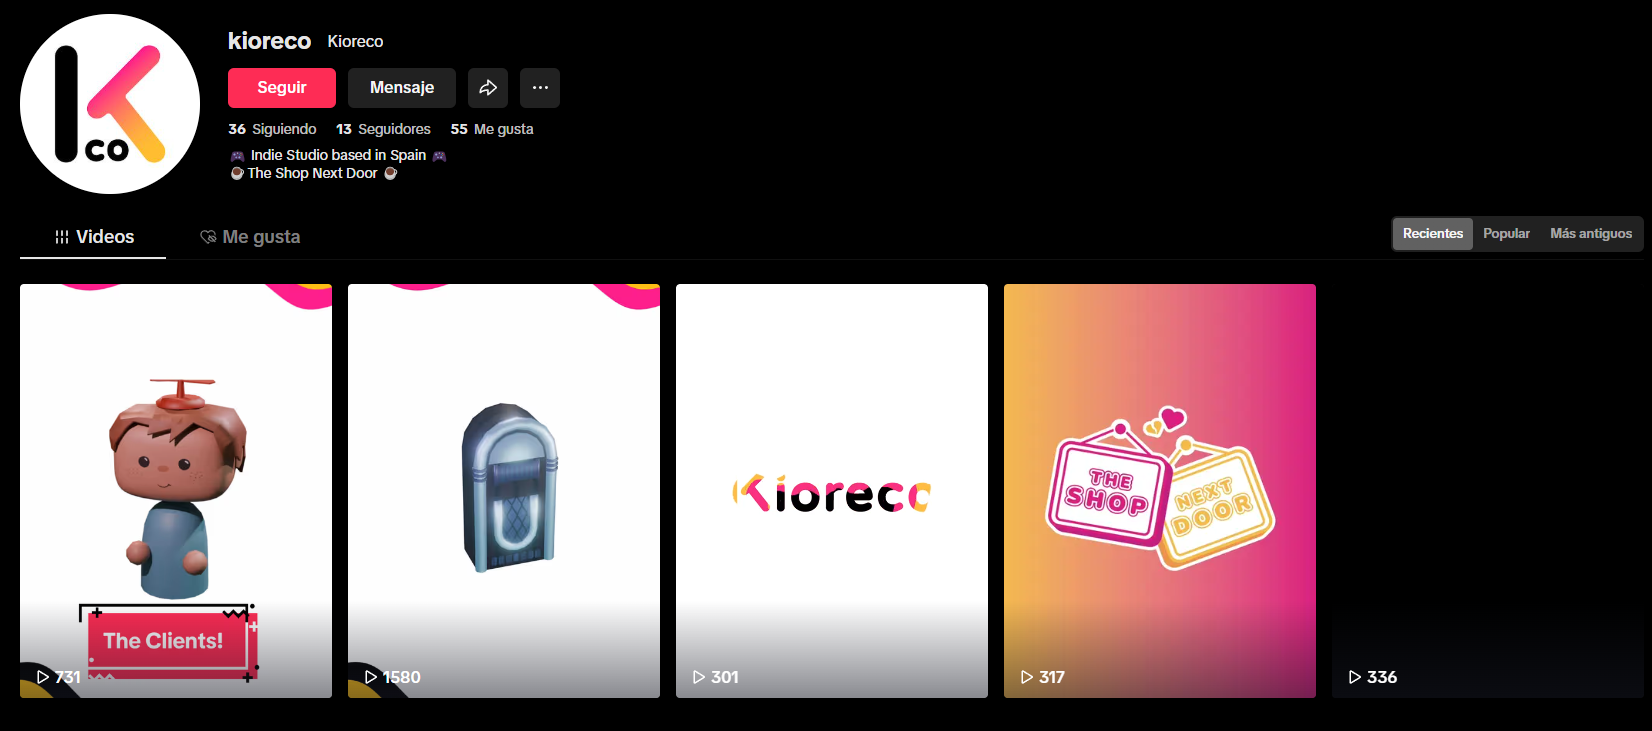 K
co
kioreco Kioreco
Seguir Mensaje
36 Siguiendo 13 Seguidores 55 Me gusta
🎮 Indie Studio based in Spain 🎮
☕ The Shop Next Door ☕
Videos Me gusta
Recientes Popular Más antiguos
The Clients!
731
1580
Kioreco
301
THE
SHOP
NEXT
DOOR
317
336